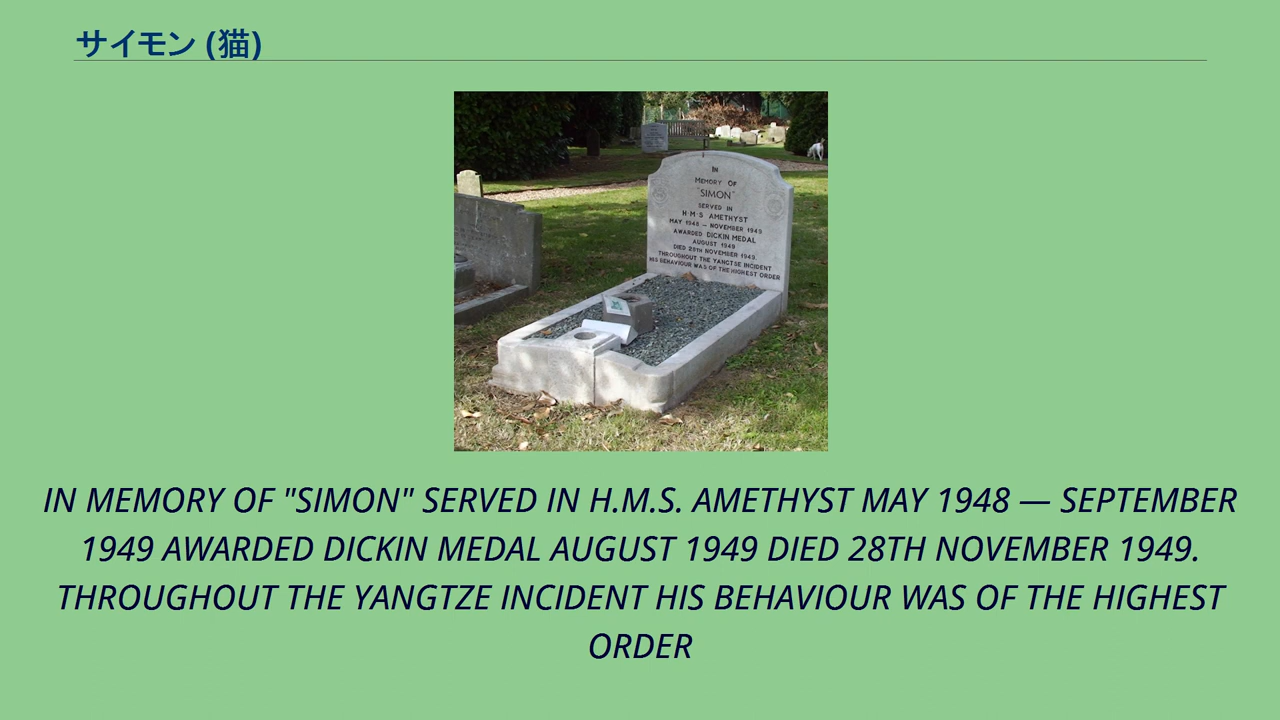 サイモン (猫)
IN
MEMORY OF
"SIMON"
SERVED IN
H·M·S AMETHYST
MAY 1948 — NOVEMBER 1949
AWARDED DICKIN MEDAL
AUGUST 1949
DIED 28TH NOVEMBER 1949.
THROUGHOUT THE YANGTSE INCIDENT
HIS BEHAVIOUR WAS OF THE HIGHEST ORDER
IN MEMORY OF "SIMON" SERVED IN H.M.S. AMETHYST MAY 1948 — SEPTEMBER
1949 AWARDED DICKIN MEDAL AUGUST 1949 DIED 28TH NOVEMBER 1949.
THROUGHOUT THE YANGTZE INCIDENT HIS BEHAVIOUR WAS OF THE HIGHEST
ORDER